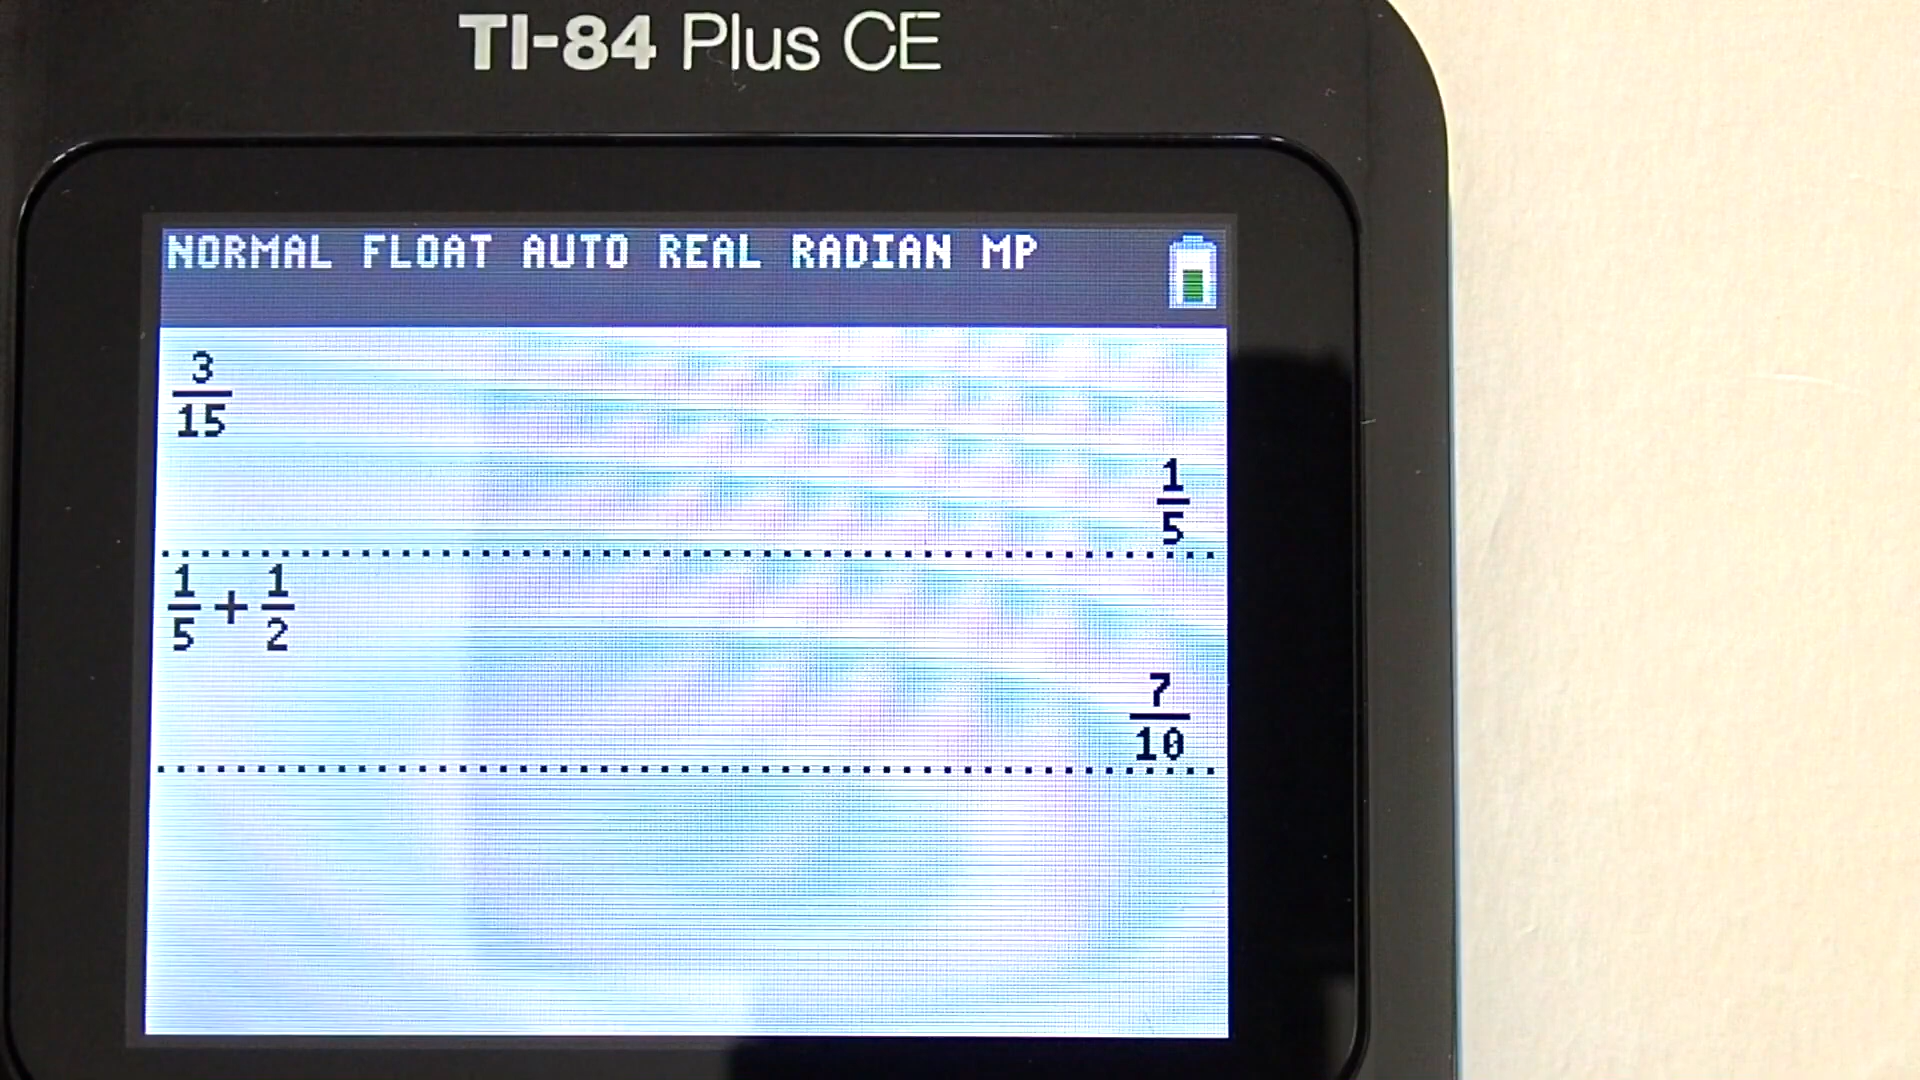 TI-84 Plus CE
NORMAL FLOAT AUTO REAL RADIAN MP
3/15
1/5
1/5+1/2
7/10